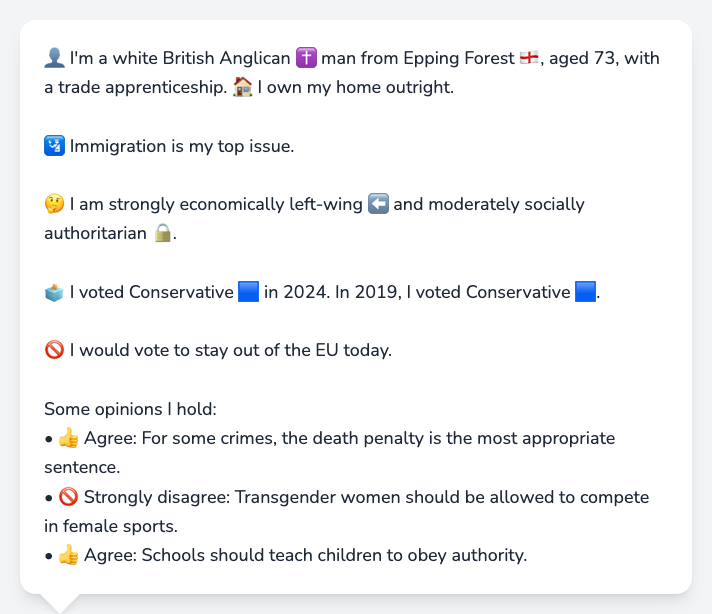 👤 I'm a white British Anglican ✝️ man from Epping Forest 🏴󠁧󠁢󠁥󠁮󠁧󠁿, aged 73, with
a trade apprenticeship. 🏠 I own my home outright.
🛂 Immigration is my top issue.
🤔 I am strongly economically left-wing ⬅️ and moderately socially
authoritarian 🔒.
🗳️ I voted Conservative 🟦 in 2024. In 2019, I voted Conservative 🟦.
🚫 I would vote to stay out of the EU today.
Some opinions I hold:
• 👍 Agree: For some crimes, the death penalty is the most appropriate
sentence.
• 🚫 Strongly disagree: Transgender women should be allowed to compete
in female sports.
• 👍 Agree: Schools should teach children to obey authority.